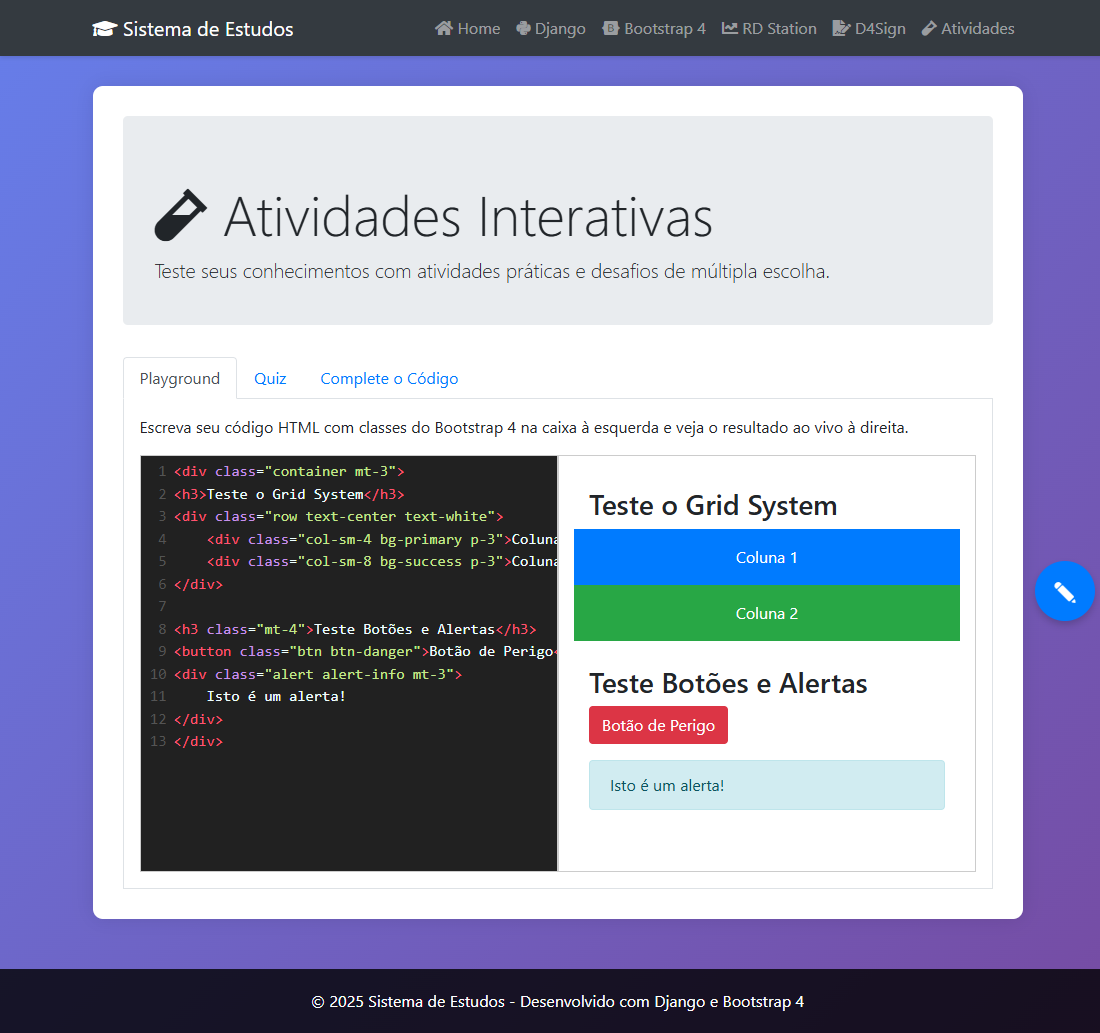 Sistema de Estudos
Home Django Bootstrap 4 RD Station D4Sign Atividades
Atividades Interativas
Teste seus conhecimentos com atividades práticas e desafios de múltipla escolha.
Playground Quiz Complete o Código
Escreva seu código HTML com classes do Bootstrap 4 na caixa à esquerda e veja o resultado ao vivo à direita.
1 <div class="container mt-3">
2 <h3>Teste o Grid System</h3>
3 <div class="row text-center text-white">
4     <div class="col-sm-4 bg-primary p-3">Coluna
5     <div class="col-sm-8 bg-success p-3">Coluna
6 </div>
7
8 <h3 class="mt-4">Teste Botões e Alertas</h3>
9 <button class="btn btn-danger">Botão de Perigo<
10 <div class="alert alert-info mt-3">
11     Isto é um alerta!
12 </div>
13 </div>
Teste o Grid System
Coluna 1
Coluna 2
Teste Botões e Alertas
Botão de Perigo
Isto é um alerta!
© 2025 Sistema de Estudos - Desenvolvido com Django e Bootstrap 4